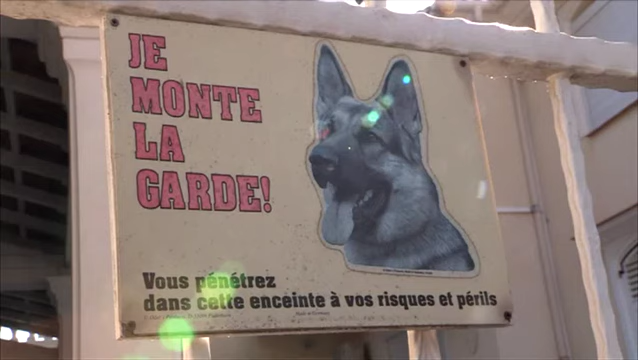 JE
MONTE
LA
GARDE!
Vous pénétrez
dans cette enceinte à vos risques et périls